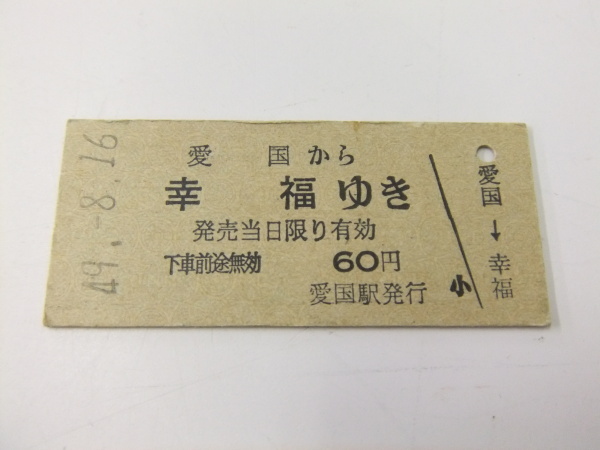 49.-8.16
愛国から
幸福ゆき
発売当日限り有効
下車前途無効 60円
愛国駅発行
小
愛国→幸福